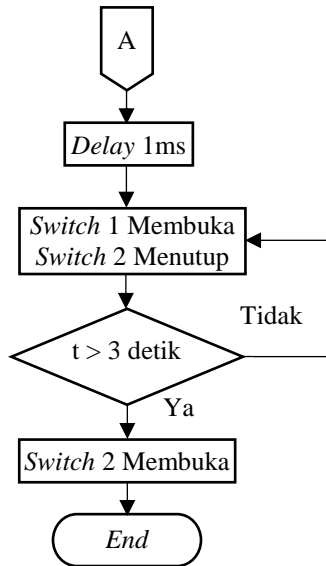 A
Delay 1ms
Switch 1 Membuka
Switch 2 Menutup
Tidak
t > 3 detik
Ya
Switch 2 Membuka
End